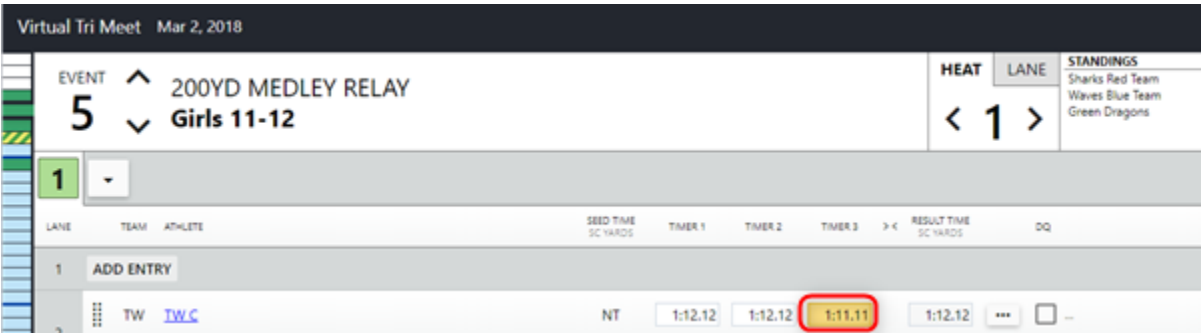 Virtual Tri Meet Mar 2, 2018
EVENT
5
200YD MEDLEY RELAY
Girls 11-12
HEAT LANE
< 1 >
STANDINGS
Sharks Red Team
Waves Blue Team
Green Dragons
1
LANE TEAM ATHLETE SEED TIME SC YARDS TIMER 1 TIMER 2 TIMER 3 >< RESULT TIME SC YARDS DQ
1 ADD ENTRY
TW TW C NT 1:12.12 1:12.12 1:11.11 1:12.12 ... --